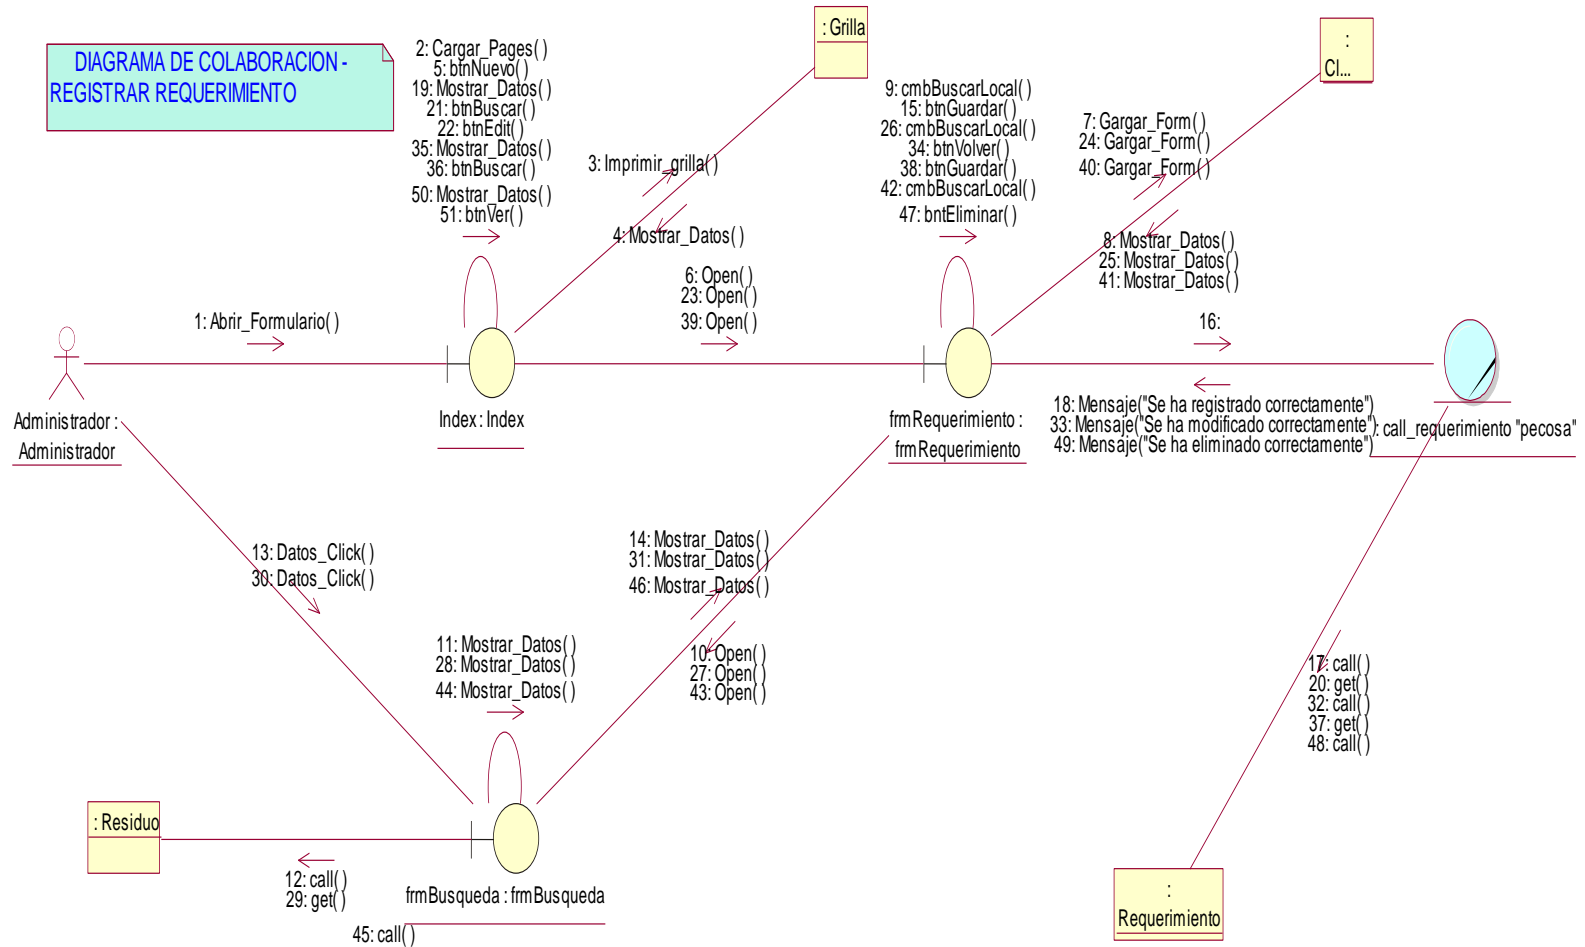 DIAGRAMA DE COLABORACION -
REGISTRAR REQUERIMIENTO
2: Cargar_Pages( )
5: btnNuevo( )
19: Mostrar_Datos( )
21: btnBuscar( )
22: btnEdit( )
35: Mostrar_Datos( )
36: btnBuscar( )
50: Mostrar_Datos( )
51: btnVer( )
: Grilla
3: Imprimir_grilla( )
4: Mostrar_Datos( )
9: cmbBuscarLocal( )
15: btnGuardar( )
26: cmbBuscarLocal( )
34: btnVolver( )
38: btnGuardar( )
42: cmbBuscarLocal( )
47: bntEliminar( )
:
Cl...
7: Gargar_Form( )
24: Gargar_Form( )
40: Gargar_Form( )
8: Mostrar_Datos( )
25: Mostrar_Datos( )
41: Mostrar_Datos( )
1: Abrir_Formulario( )
6: Open( )
23: Open( )
39: Open( )
16:
Administrador :
Administrador
Index : Index
frmRequerimiento :
frmRequerimiento
18: Mensaje("Se ha registrado correctamente")
33: Mensaje("Se ha modificado correctamente")
49: Mensaje("Se ha eliminado correctamente")
: call_requerimiento "pecosa"
13: Datos_Click( )
30: Datos_Click( )
14: Mostrar_Datos( )
31: Mostrar_Datos( )
46: Mostrar_Datos( )
11: Mostrar_Datos( )
28: Mostrar_Datos( )
44: Mostrar_Datos( )
10: Open( )
27: Open( )
43: Open( )
17: call( )
20: get( )
32: call( )
37: get( )
48: call( )
: Residuo
12: call( )
29: get( )
45: call( )
frmBusqueda : frmBusqueda
:
Requerimiento